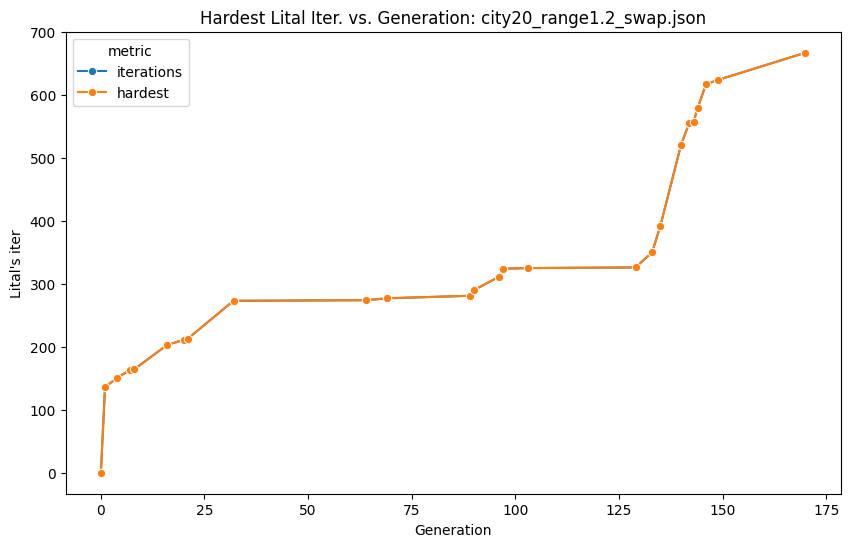 Hardest Lital Iter. vs. Generation: city20_range1.2_swap.json
metric
iterations
hardest
Lital's iter
700
600
500
400
300
200
100
0
0 25 50 75 100 125 150 175
Generation